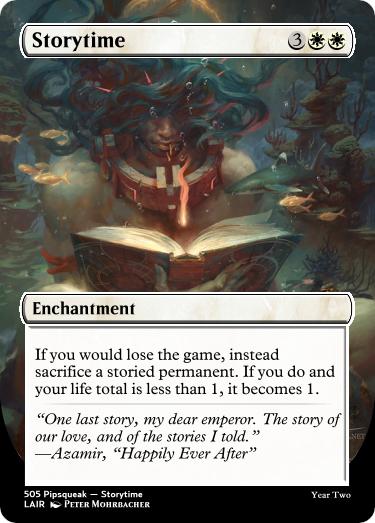 Storytime 3
Enchantment
If you would lose the game, instead
sacrifice a storied permanent. If you do and
your life total is less than 1, it becomes 1.
“One last story, my dear emperor. The story of
our love, and of the stories I told.”
—Azamir, “Happily Ever After”
505 Pipsqueak — Storytime
LAIR Peter Mohrbacher
Year Two